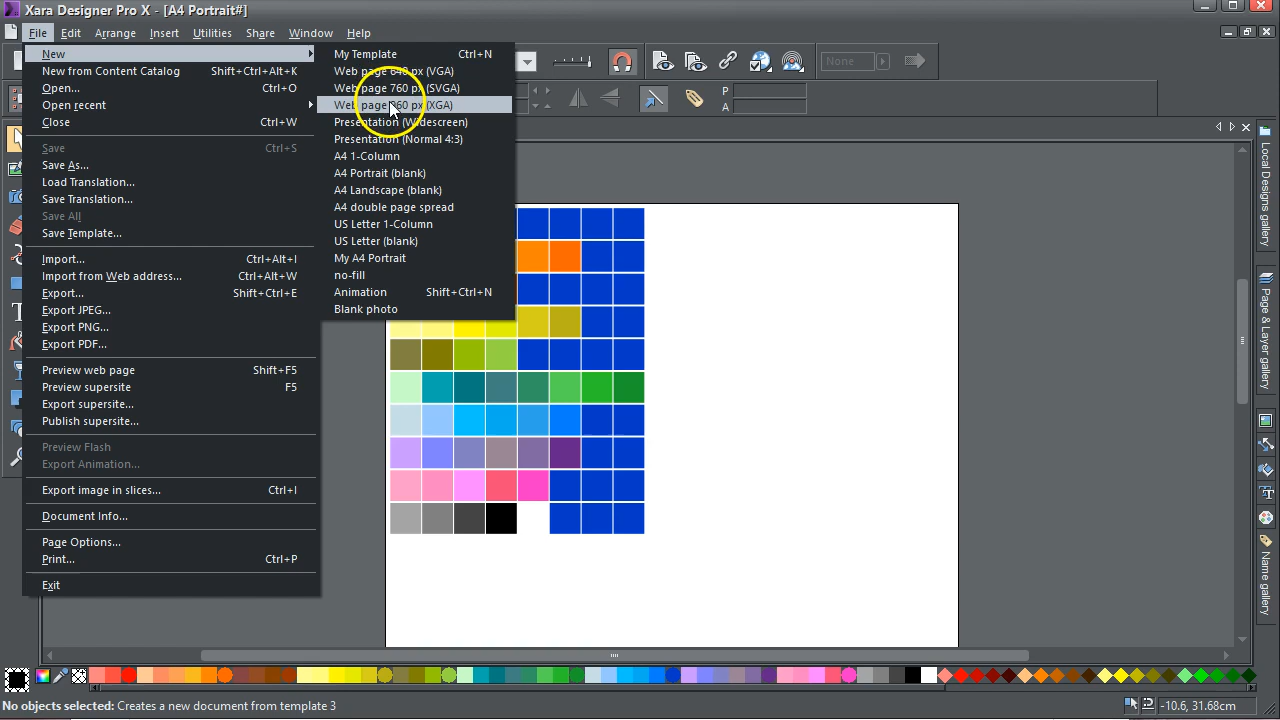 Xara Designer Pro X - [A4 Portrait#]
File Edit Arrange Insert Utilities Share Window Help
New
New from Content Catalog Shift+Ctrl+Alt+K
Open... Ctrl+O
Open recent
Close Ctrl+W
Save Ctrl+S
Save As...
Load Translation...
Save Translation...
Save All
Save Template...
Import... Ctrl+Alt+I
Import from Web address... Ctrl+Alt+W
Export... Shift+Ctrl+E
Export JPEG...
Export PNG...
Export PDF...
Preview web page Shift+F5
Preview supersite F5
Export supersite...
Publish supersite...
Preview Flash
Export Animation...
Export image in slices... Ctrl+I
Document Info...
Page Options...
Print... Ctrl+P
Exit
My Template Ctrl+N
Web page 640 px (VGA)
Web page 760 px (SVGA)
Web page 960 px (XGA)
Presentation (Widescreen)
Presentation (Normal 4:3)
A4 1-Column
A4 Portrait (blank)
A4 Landscape (blank)
A4 double page spread
US Letter 1-Column
US Letter (blank)
My A4 Portrait
no-fill
Animation Shift+Ctrl+N
Blank photo
None
P
A
Local Designs gallery
Page & Layer gallery
Name gallery
No objects selected: Creates a new document from template 3
-10.6, 31.68cm